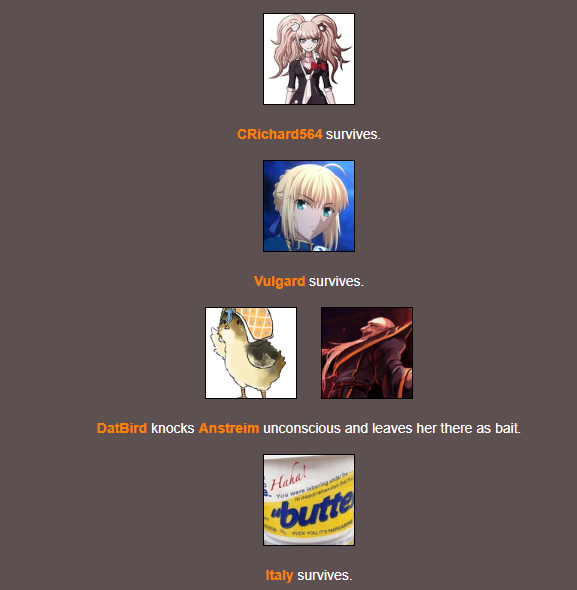 CRichard564 survives.
Vulgard survives.
DatBird knocks Anstreim unconscious and leaves her there as bait.
Haha!
You were laboring under the
misapprehension that this
"butte
FUCK YOU, IT'S MARGARINE
Italy survives.